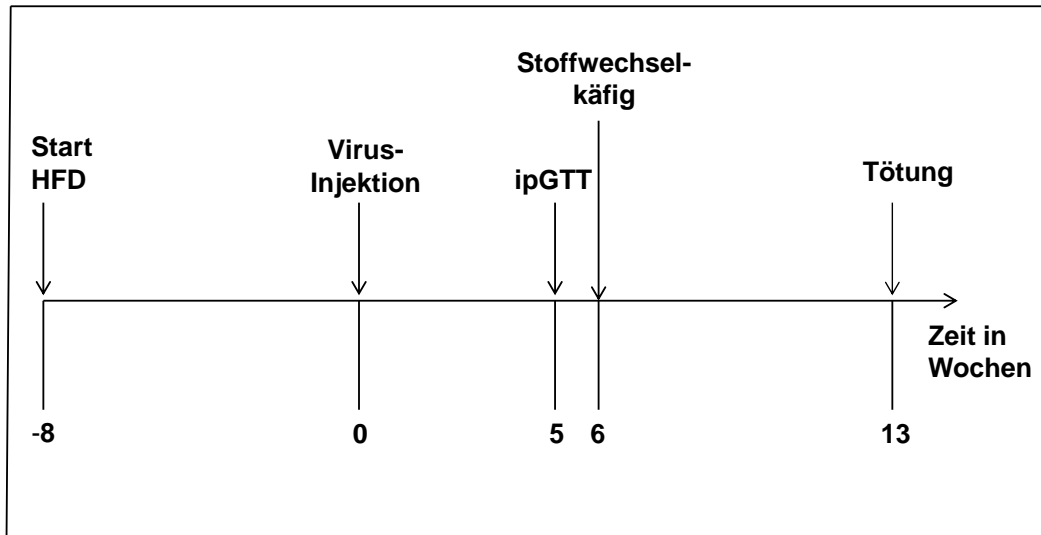 Stoffwechsel-
käfig
Start
HFD
Virus-
Injektion
ipGTT
Tötung
Zeit in
Wochen
-8
0
5
6
13